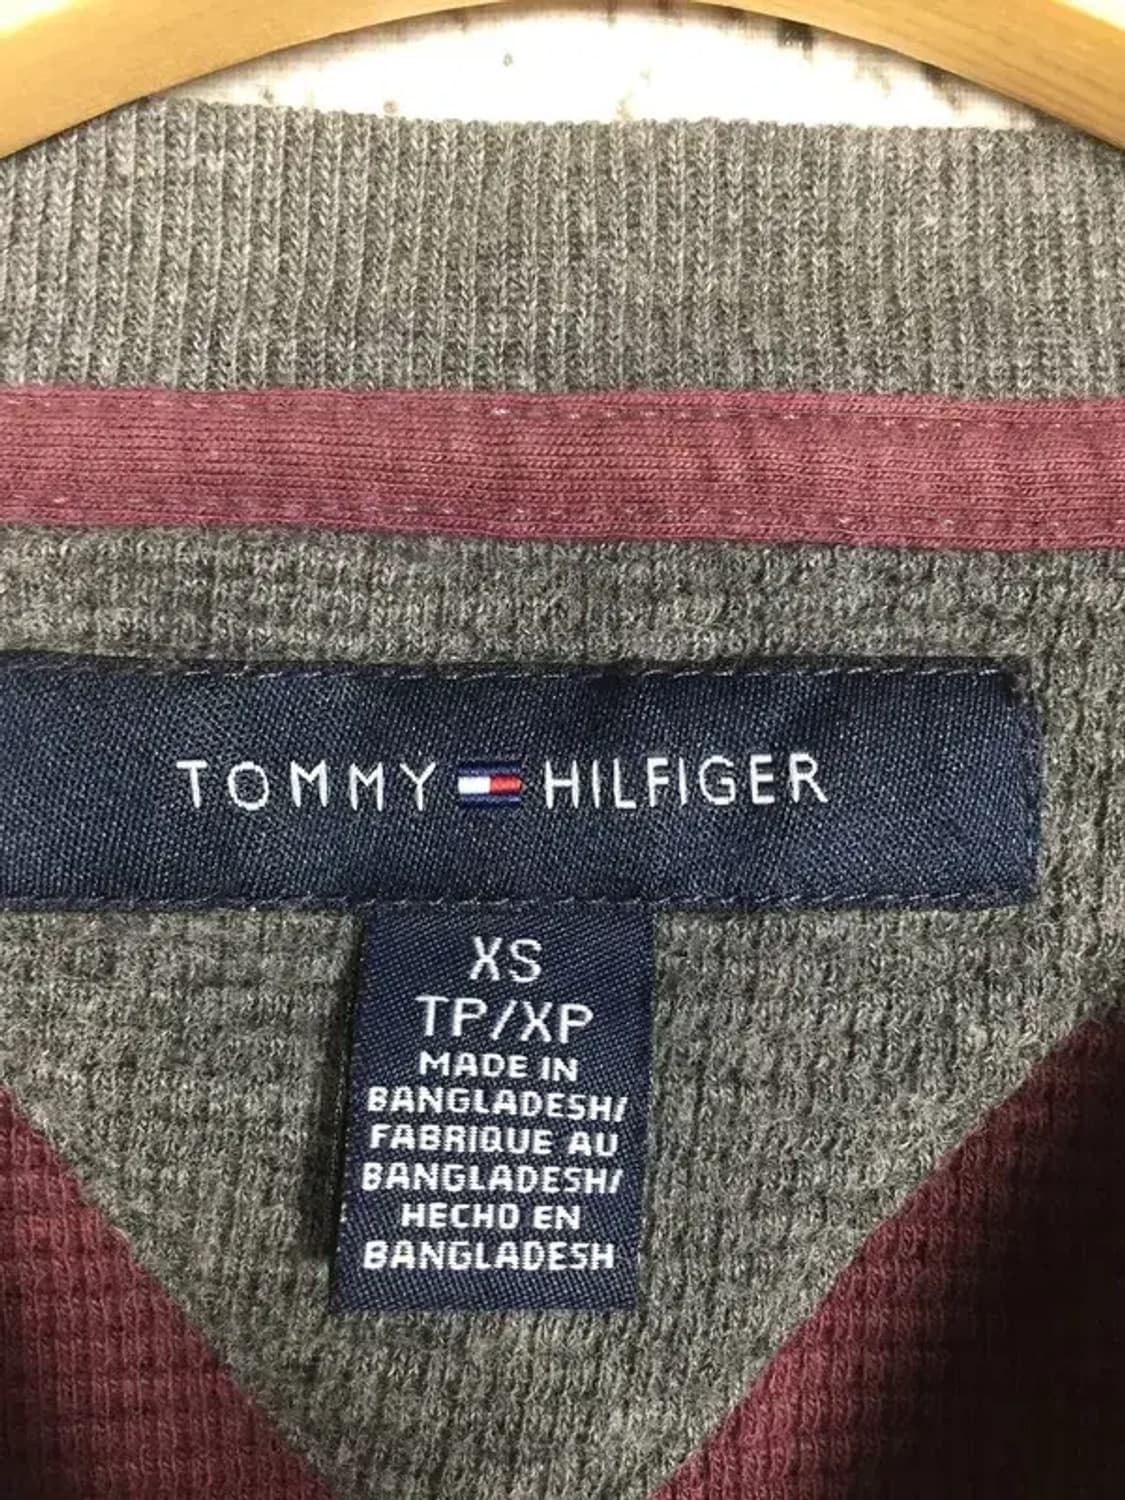 TOMMY HILFIGER
XS
TP/XP
MADE IN
BANGLADESH/
FABRIQUE AU
BANGLADESH/
HECHO EN
BANGLADESH